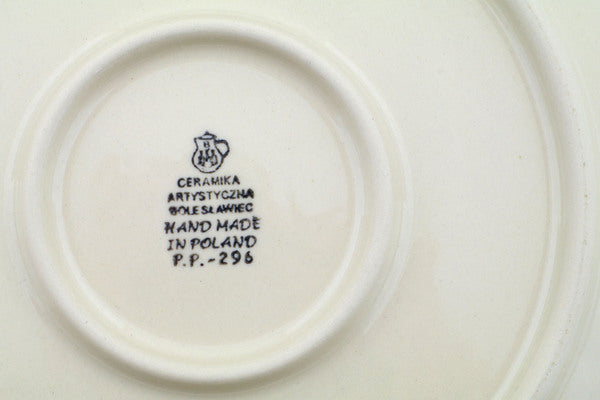 CERAMIKA
ARTYSTYCZNA
BOLESŁAWIEC
HAND MADE
IN POLAND
P.P.-296